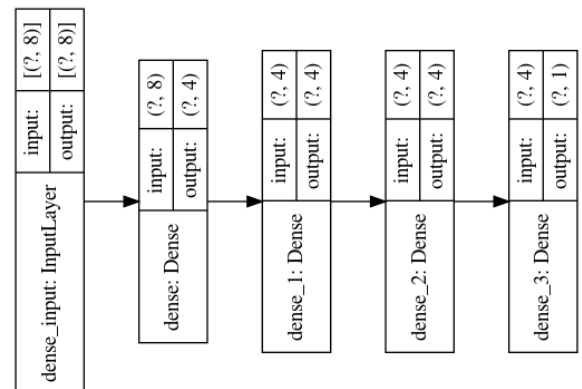 dense_input: InputLayer
input: [(?, 8)]
output: [(?, 8)]
dense: Dense
input: (?, 8)
output: (?, 4)
dense_1: Dense
input: (?, 4)
output: (?, 4)
dense_2: Dense
input: (?, 4)
output: (?, 4)
dense_3: Dense
input: (?, 4)
output: (?, 1)